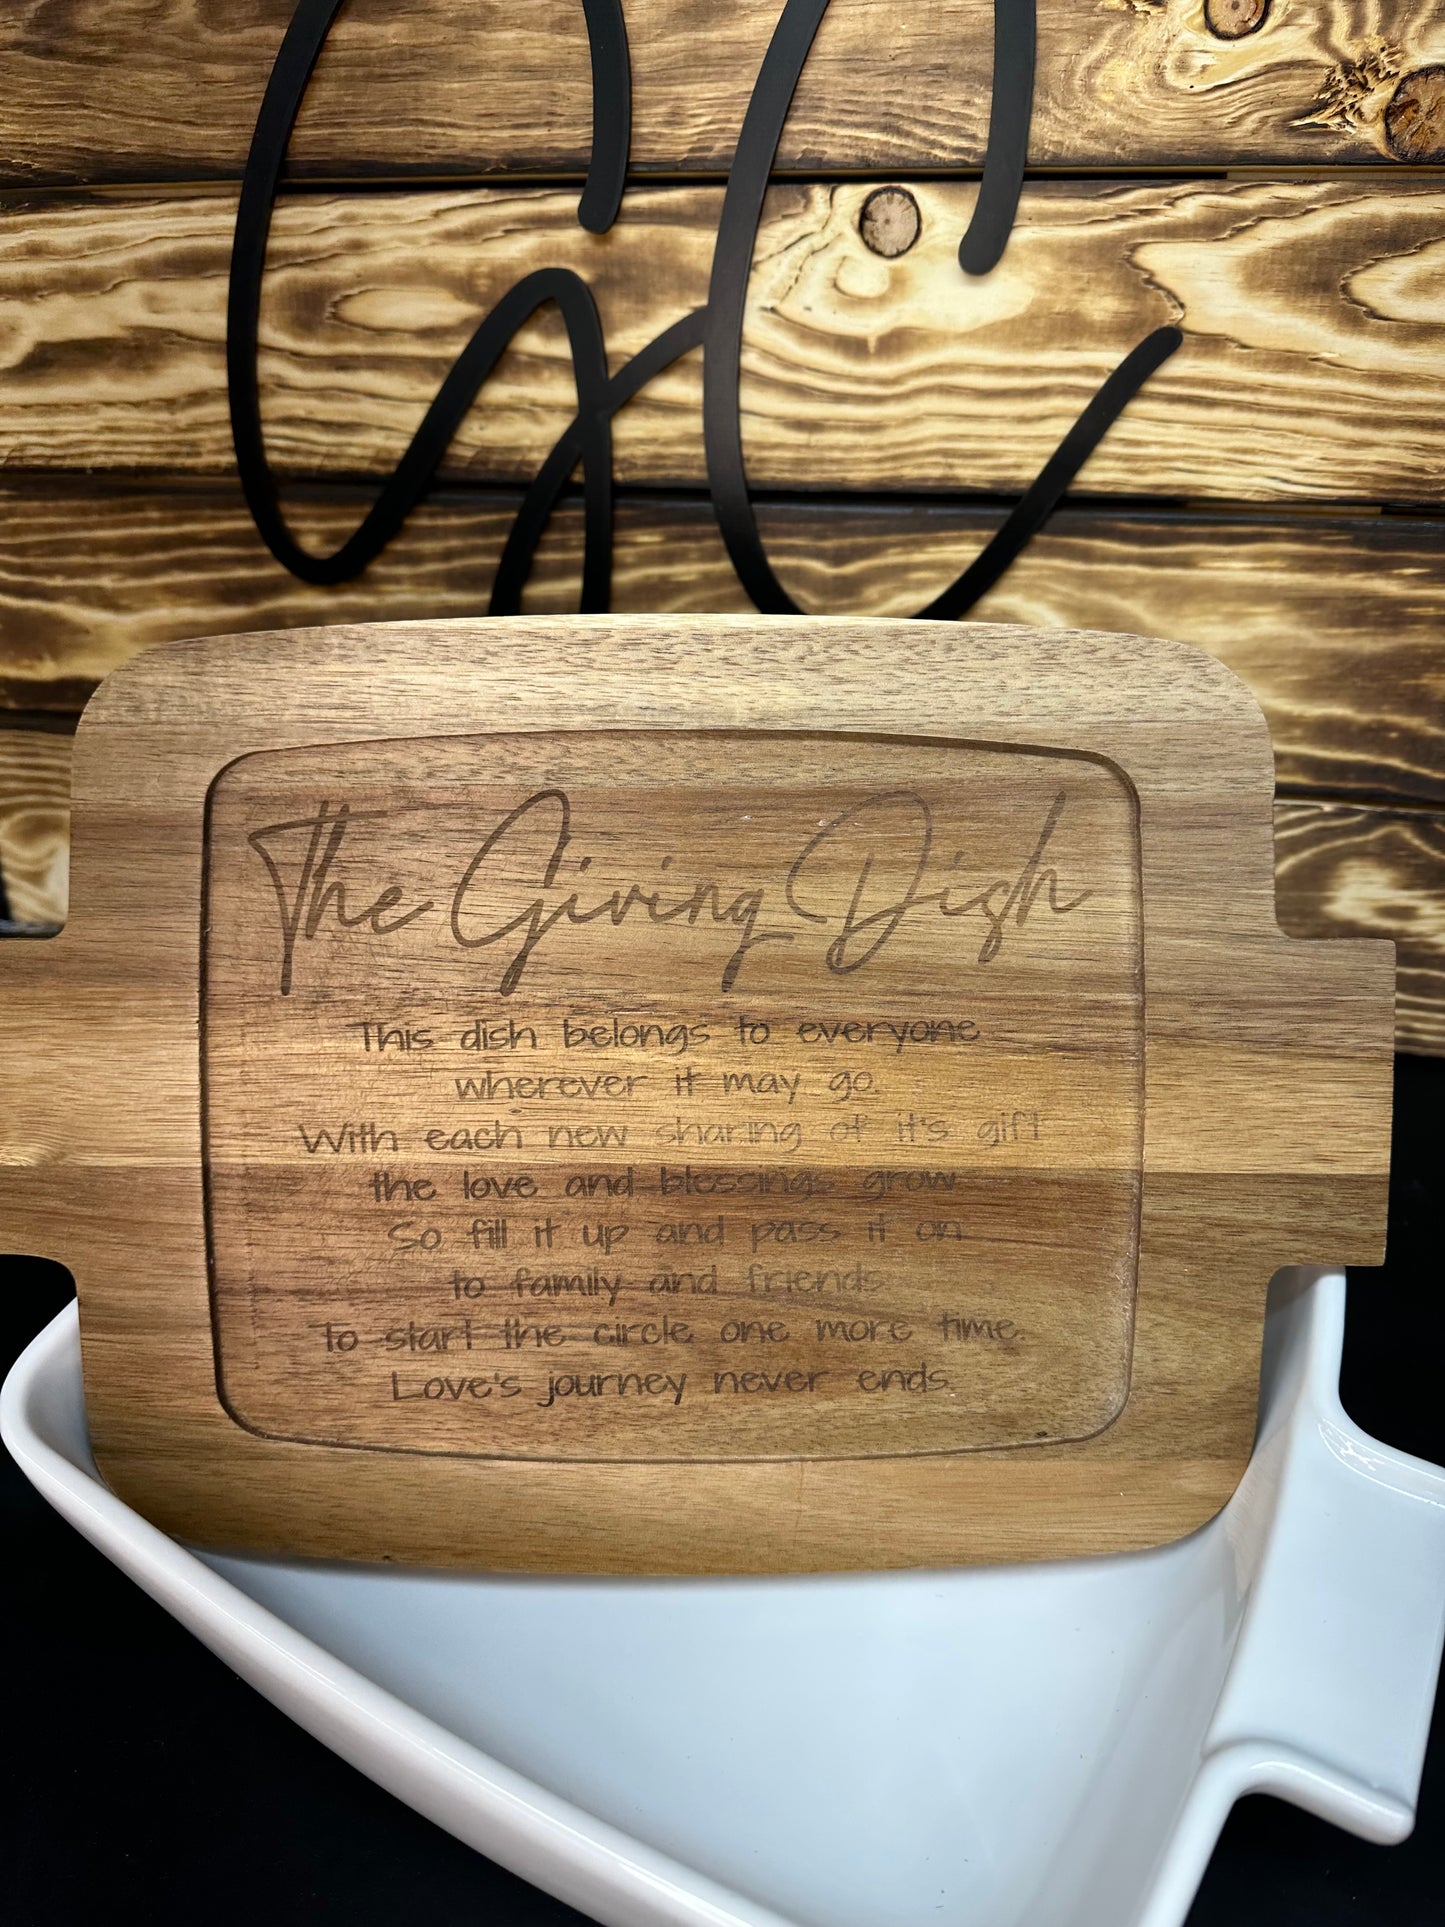 The Giving Dish
This dish belongs to everyone
wherever it may go.
With each new sharing of it's gift
the love and blessings grow
So fill it up and pass it on
to family and friends
To start the circle one more time.
Love's journey never ends.